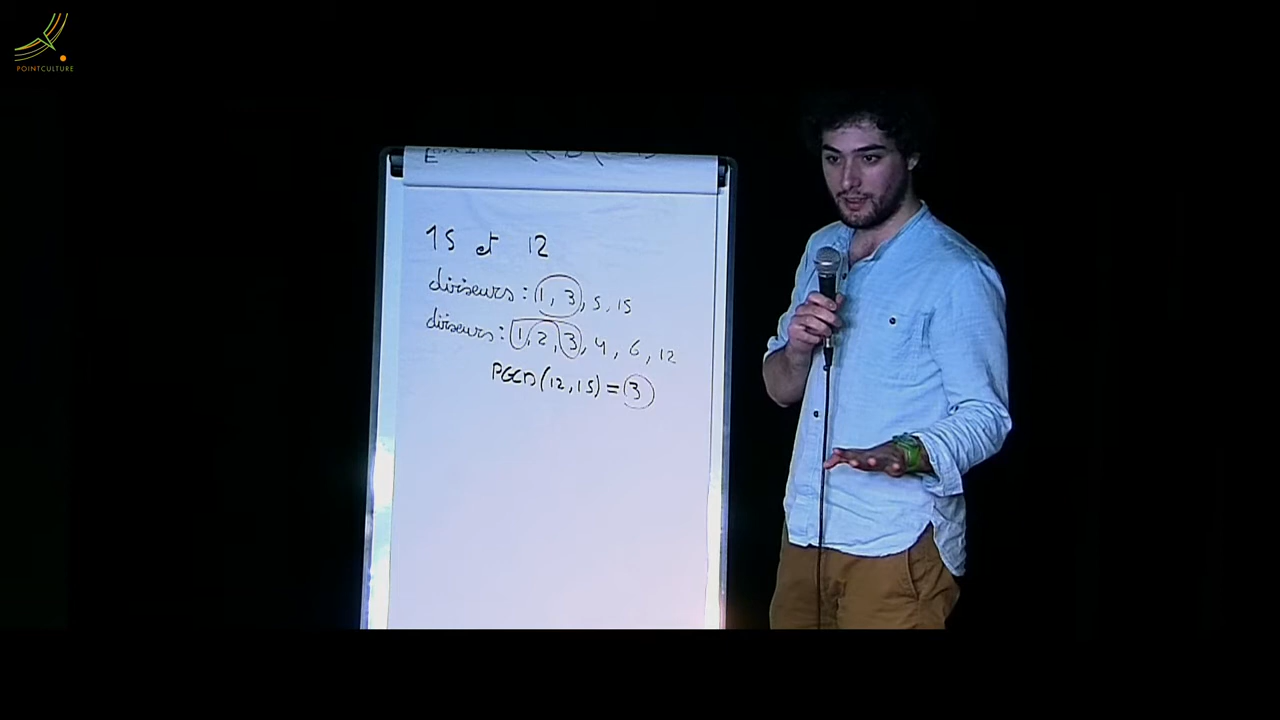 POINTCULTURE
15 et 12
diviseurs : 1, 3, 5, 15
diviseurs : 1, 2, 3, 4, 6, 12
PGCD(12,15) = 3